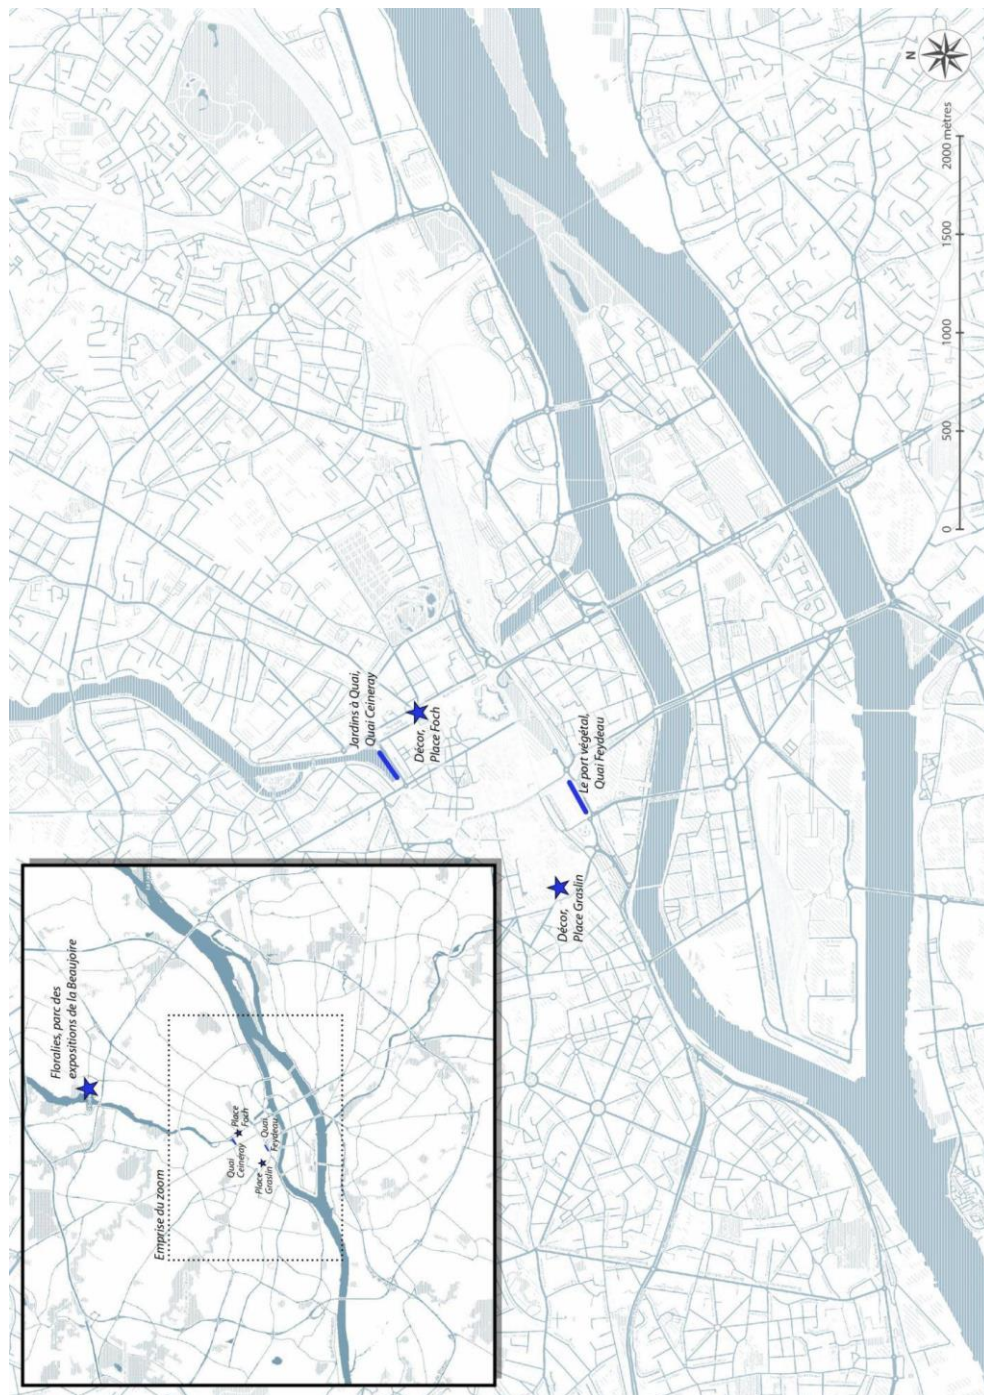 Floralies, parc des
expositions de la Beaujoire
Emprise du zoom
Quai
Ceineray
Place
Foch
Place
Graslin
Quai
Feydeau
Jardins à Quai,
Quai Ceineray
Décor,
Place Foch
Décor,
Place Graslin
Le port végétal,
Quai Feydeau
0
500
1000
1500
2000 mètres
N